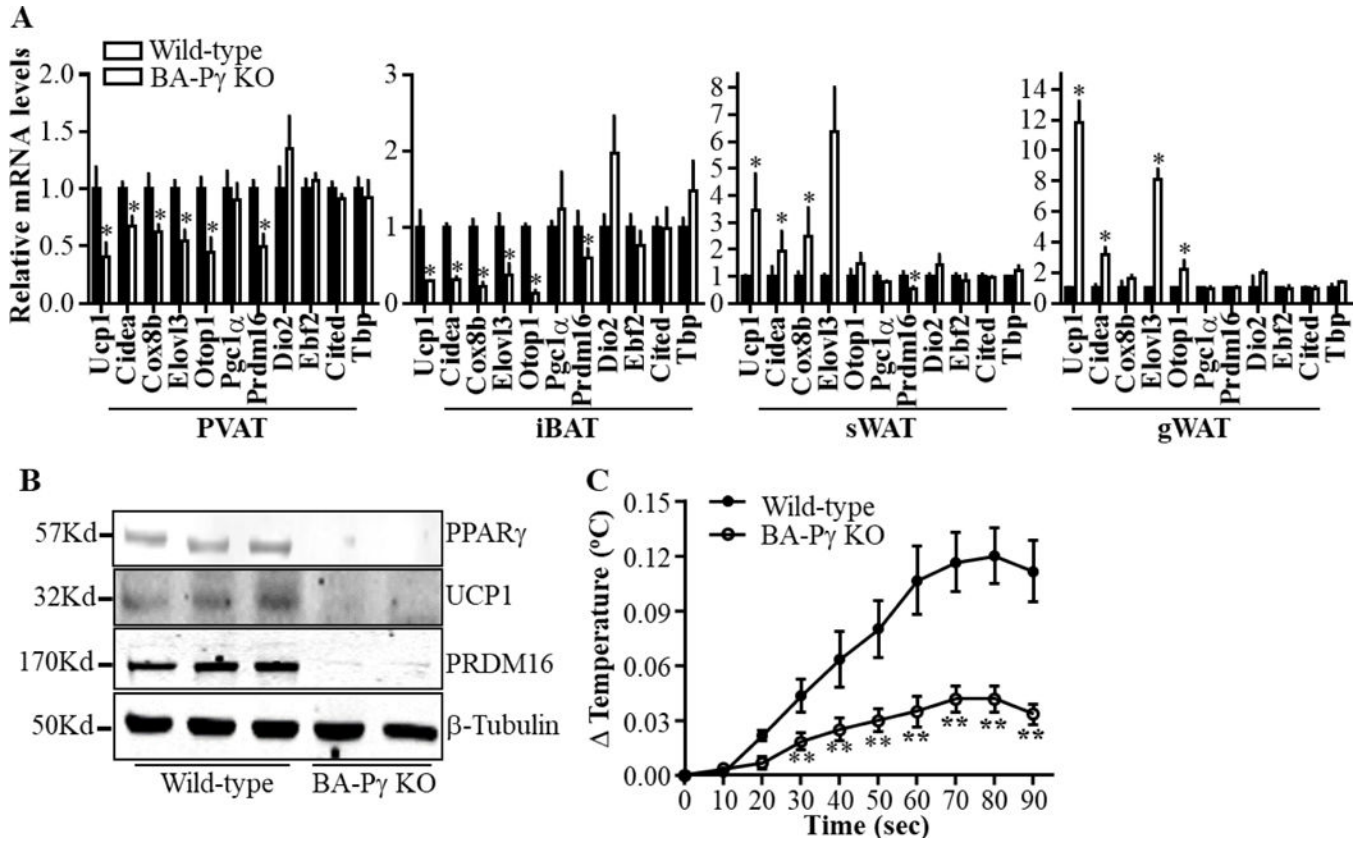 A
Wild-type
BA-Pγ KO
Relative mRNA levels
2.0
1.5
1.0
0.5
0.0
* * * * * *
Ucp1
Cidea
Cox8b
Elovl3
Otop1
Pgc1α
Prdm16
Dio2
Ebf2
Cited
Tbp
PVAT
3
2
1
0
* * * * * *
Ucp1
Cidea
Cox8b
Elovl3
Otop1
Pgc1α
Prdm16
Dio2
Ebf2
Cited
Tbp
iBAT
8
7
6
5
4
3
2
1
0
* * * *
Ucp1
Cidea
Cox8b
Elovl3
Otop1
Pgc1α
Prdm16
Dio2
Ebf2
Cited
Tbp
sWAT
14
12
10
8
6
4
2
0
* * * *
Ucp1
Cidea
Cox8b
Elovl3
Otop1
Pgc1α
Prdm16
Dio2
Ebf2
Cited
Tbp
gWAT
B
57Kd PPARγ
32Kd UCP1
170Kd PRDM16
50Kd β-Tubulin
Wild-type BA-Pγ KO
C
Wild-type
BA-Pγ KO
Δ Temperature (°C)
0.15
0.12
0.09
0.06
0.03
0.00
** ** ** ** ** ** **
0 10 20 30 40 50 60 70 80 90
Time (sec)